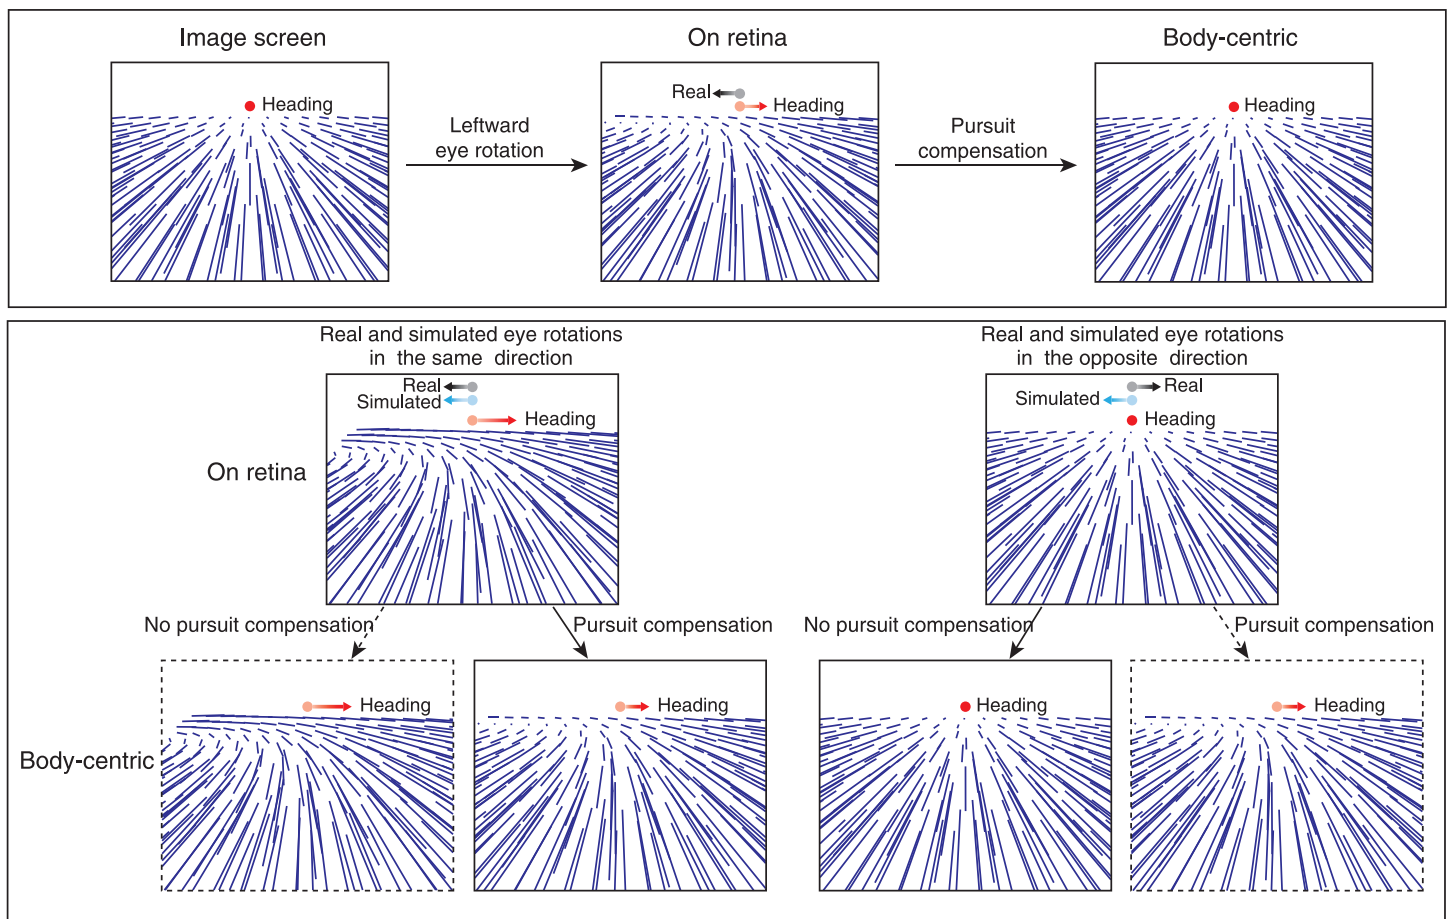 Image screen
On retina
Body-centric
Heading
Leftward
eye rotation
Real
Heading
Pursuit
compensation
Heading
Real and simulated eye rotations
in the same direction
Real
Simulated
Heading
Real and simulated eye rotations
in the opposite direction
Real
Simulated
Heading
On retina
No pursuit compensation
Pursuit compensation
No pursuit compensation
Pursuit compensation
Heading
Heading
Heading
Heading
Body-centric